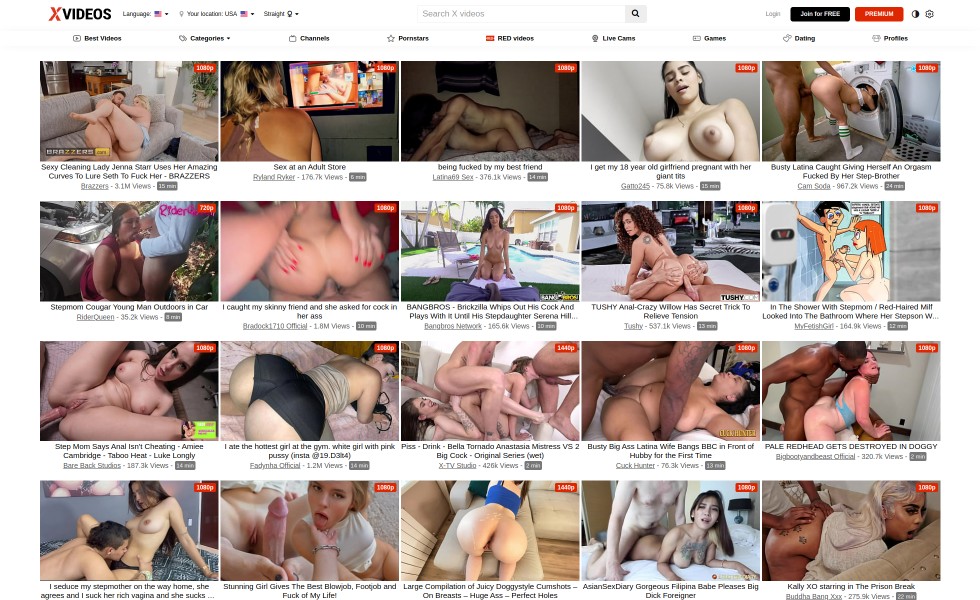 XVIDEOS
Language:
Your location: USA
Straight
Search X videos
Login
Join for FREE
PREMIUM
Best Videos
Categories
Channels
Pornstars
RED videos
Live Cams
Games
Dating
Profiles
1080p
1080p
1080p
1080p
1080p
BRAZZERS
Sexy Cleaning Lady Jenna Starr Uses Her Amazing
Curves To Lure Seth To Fuck Her - BRAZZERS
Brazzers - 3.1M Views - 15 min
Sex at an Adult Store
Ryland Ryker - 176.7k Views - 6 min
being fucked by my best friend
Latina69 Sex - 376.1k Views - 14 min
I get my 18 year old girlfriend pregnant with her
giant tits
Gatto245 - 75.8k Views - 15 min
Busty Latina Caught Giving Herself An Orgasm
Fucked By Her Step-Brother
Cam Soda - 967.2k Views - 24 min
720p
1080p
1080p
1080p
1080p
BANGBROS
TUSHY
Stepmom Cougar Young Man Outdoors in Car
RiderQueen - 35.2k Views - 8 min
I caught my skinny friend and she asked for cock in
her ass
Bradock1710 Official - 1.8M Views - 10 min
BANGBROS - Brickzilla Whips Out His Cock And
Plays With It Until His Stepdaughter Serena Hill...
Bangbros Network - 165.6k Views - 10 min
TUSHY Anal-Crazy Willow Has Secret Trick To
Relieve Tension
Tushy - 537.1k Views - 13 min
In The Shower With Stepmom / Red-Haired Milf
Looked Into The Bathroom Where Her Stepson W...
MyFetishGirl - 164.9k Views - 12 min
1080p
1080p
1440p
1080p
1080p
CUCK HUNTER
Step Mom Says Anal Isn't Cheating - Amiee
Cambridge - Taboo Heat - Luke Longly
Bare Back Studios - 187.3k Views - 14 min
I ate the hottest girl at the gym. white girl with pink
pussy (insta @19.D3lt4)
Fadynha Official - 1.2M Views - 14 min
Piss - Drink - Bella Tornado Anastasia Mistress VS 2
Big Cock - Original Series (wet)
X-TV Studio - 426k Views - 2 min
Busty Big Ass Latina Wife Bangs BBC in Front of
Hubby for the First Time
Cuck Hunter - 76.3k Views - 13 min
PALE REDHEAD GETS DESTROYED IN DOGGY
Bigbootyandbeast Official - 320.7k Views - 2 min
1080p
1080p
1440p
1080p
1080p
I seduce my stepmother on the way home, she
agrees and I suck her rich vagina and she sucks ...
Stunning Girl Gives The Best Blowjob, Footjob and
Fuck of My Life!
Large Compilation of Juicy Doggystyle Cumshots –
On Breasts – Huge Ass – Perfect Holes
AsianSexDiary Gorgeous Filipina Babe Pleases Big
Dick Foreigner
Kally XO starring in The Prison Break
Buddha Bang Xxx - 275.9k Views - 22 min